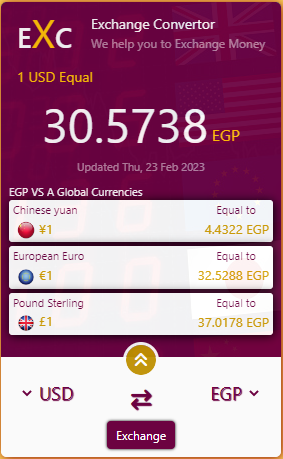 EXC
Exchange Convertor
We help you to Exchange Money
1 USD Equal
30.5738 EGP
Updated Thu, 23 Feb 2023
EGP VS A Global Currencies
Chinese yuan Equal to
¥1 4.4322 EGP
European Euro Equal to
€1 32.5288 EGP
Pound Sterling Equal to
£1 37.0178 EGP
USD EGP
Exchange